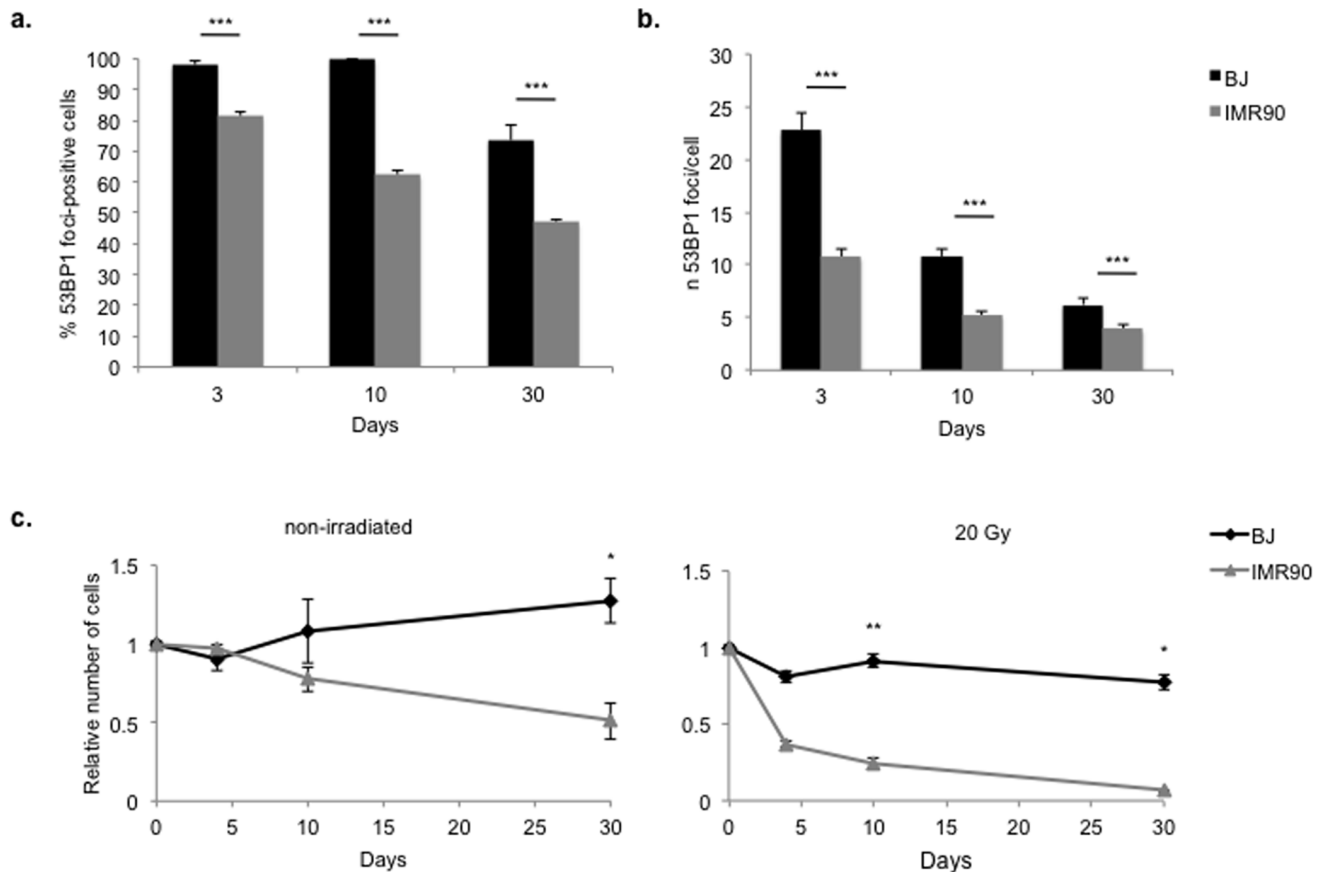 a.
*** *** ***
% 53BP1 foci-positive cells
100
90
80
70
60
50
40
30
20
10
0
3 10 30
Days
b.
*** *** ***
n 53BP1 foci/cell
30
25
20
15
10
5
0
3 10 30
Days
BJ
IMR90
c.
non-irradiated
*
Relative number of cells
1.5
1
0.5
0
0 5 10 15 20 25 30
Days
20 Gy
** *
1.5
1
0.5
0
0 5 10 15 20 25 30
Days
BJ
IMR90